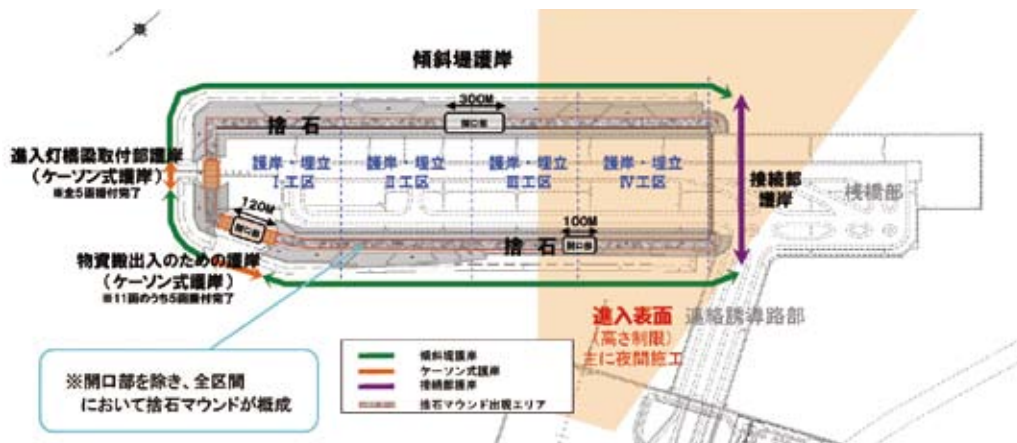 東
傾斜堤護岸
300M
開口部
捨 石
進入灯橋梁取付部護岸
(ケーソン式護岸)
※全5函据付完了
護岸・埋立
Ⅰ工区
護岸・埋立
Ⅱ工区
護岸・埋立
Ⅲ工区
護岸・埋立
Ⅳ工区
接続部
護岸
桟橋部
120M
開口部
100M
開口部
捨 石
物資搬出入のための護岸
(ケーソン式護岸)
※11函のうち5函据付完了
進入表面
(高さ制限)
主に夜間施工
連絡誘導路部
※開口部を除き、全区間
において捨石マウンドが概成
傾斜堤護岸
ケーソン式護岸
接続部護岸
捨石マウンド出現エリア